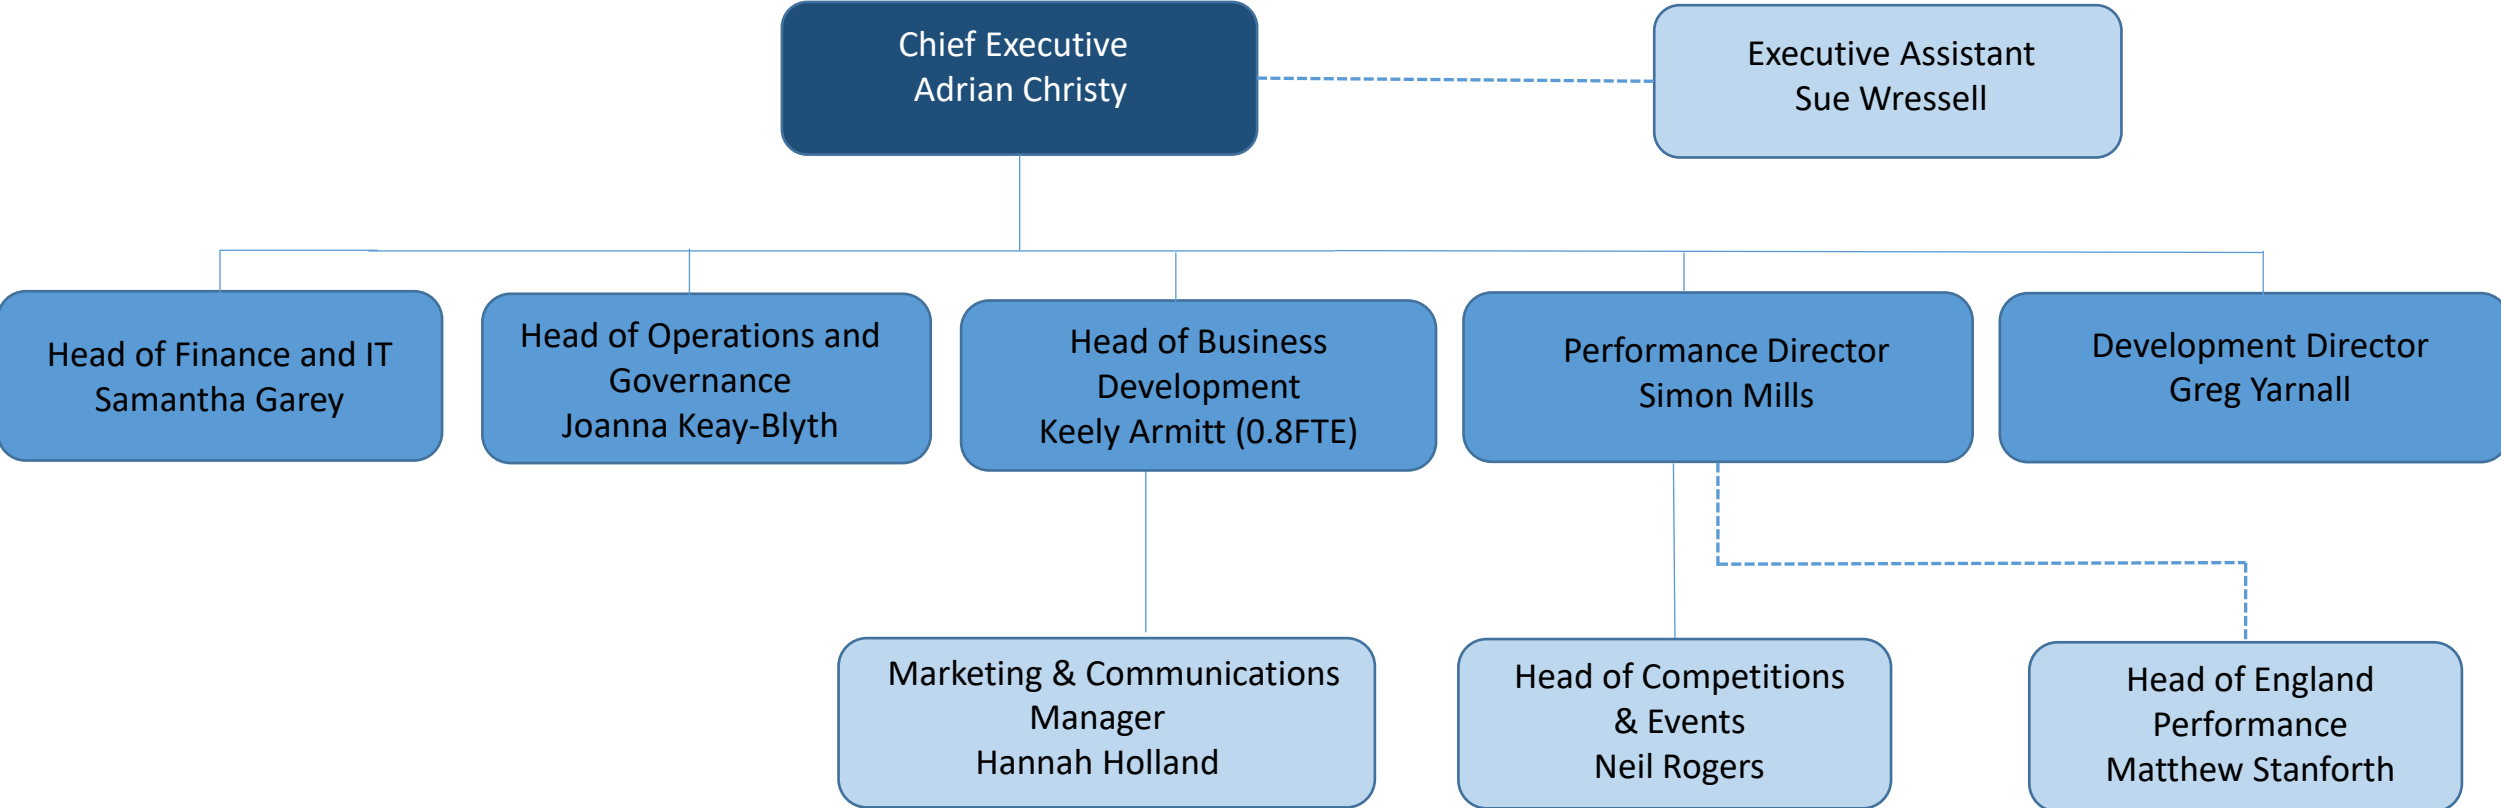 Chief Executive
Adrian Christy
Executive Assistant
Sue Wressell
Head of Finance and IT
Samantha Garey
Head of Operations and
Governance
Joanna Keay-Blyth
Head of Business
Development
Keely Armitt (0.8FTE)
Performance Director
Simon Mills
Development Director
Greg Yarnall
Marketing & Communications
Manager
Hannah Holland
Head of Competitions
& Events
Neil Rogers
Head of England
Performance
Matthew Stanforth